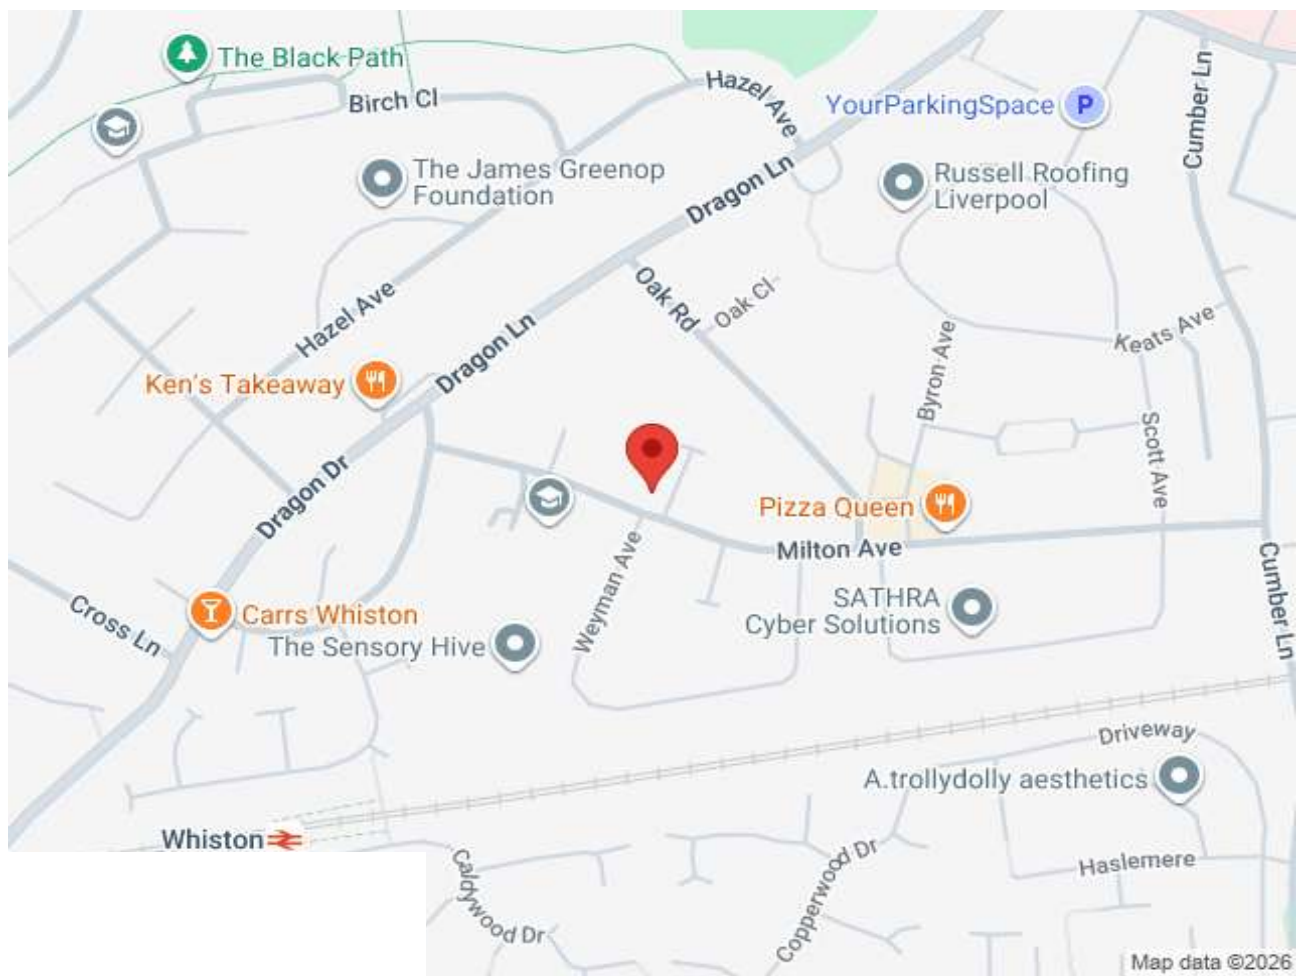 The Black Path
Birch Cl
Hazel Ave
YourParkingSpace
P
Cumber Ln
The James Greenop
Foundation
Dragon Ln
Russell Roofing
Liverpool
Oak Rd
Oak Cl
Hazel Ave
Dragon Ln
Keats Ave
Ken's Takeaway
Byron Ave
Scott Ave
Dragon Dr
Pizza Queen
Milton Ave
Weyman Ave
Cumber Ln
Cross Ln
Carrs Whiston
The Sensory Hive
SATHRA
Cyber Solutions
Driveway
A.trollydolly aesthetics
Whiston
Caldywood Dr
Copperwood Dr
Haslemere
Map data ©2026